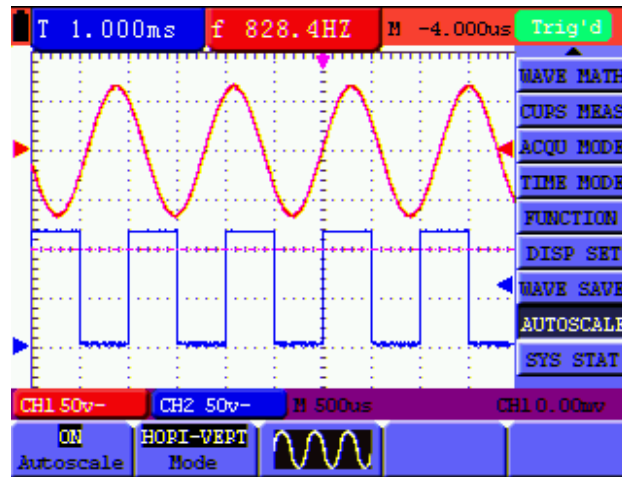 T 1.000ms f 828.4HZ M -4.000us Trig'd
WAVE MATH
CURS MEAS
ACQU MODE
TIME MODE
FUNCTION
DISP SET
WAVE SAVE
AUTOSCALE
SYS STAT
CH1 50v~ CH2 50v~ M 500us CH1 0.00mv
ON
Autoscale
HORI-VERT
Mode